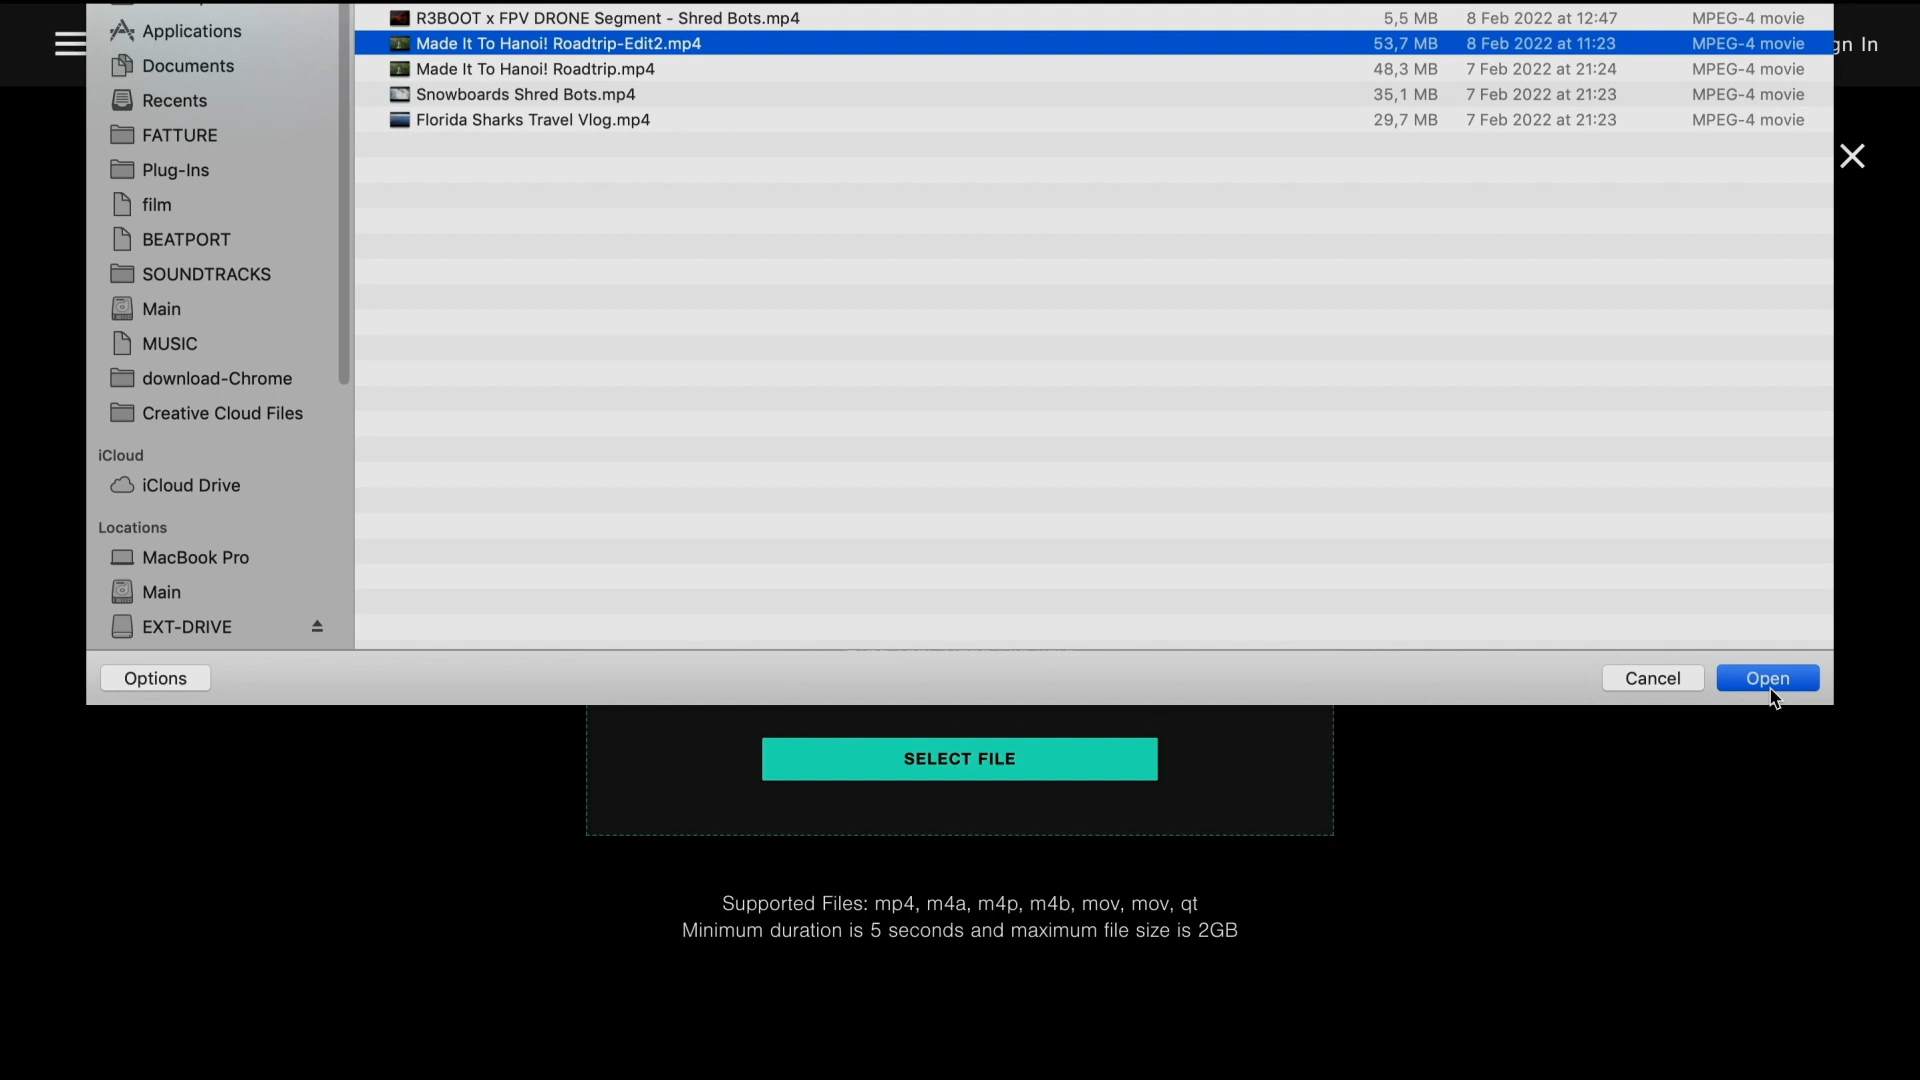 R3BOOT x FPV DRONE Segment - Shred Bots.mp4 5,5 MB 8 Feb 2022 at 12:47 MPEG-4 movie
Applications
Made It To Hanoi! Roadtrip-Edit2.mp4 53,7 MB 8 Feb 2022 at 11:23 MPEG-4 movie
gn In
Documents
Made It To Hanoi! Roadtrip.mp4 48,3 MB 7 Feb 2022 at 21:24 MPEG-4 movie
Recents
Snowboards Shred Bots.mp4 35,1 MB 7 Feb 2022 at 21:23 MPEG-4 movie
Florida Sharks Travel Vlog.mp4 29,7 MB 7 Feb 2022 at 21:23 MPEG-4 movie
FATTURE
Plug-Ins
film
BEATPORT
SOUNDTRACKS
Main
MUSIC
download-Chrome
Creative Cloud Files
iCloud
iCloud Drive
Locations
MacBook Pro
Main
EXT-DRIVE
Options
Cancel
Open
SELECT FILE
Supported Files: mp4, m4a, m4p, m4b, mov, mov, qt
Minimum duration is 5 seconds and maximum file size is 2GB